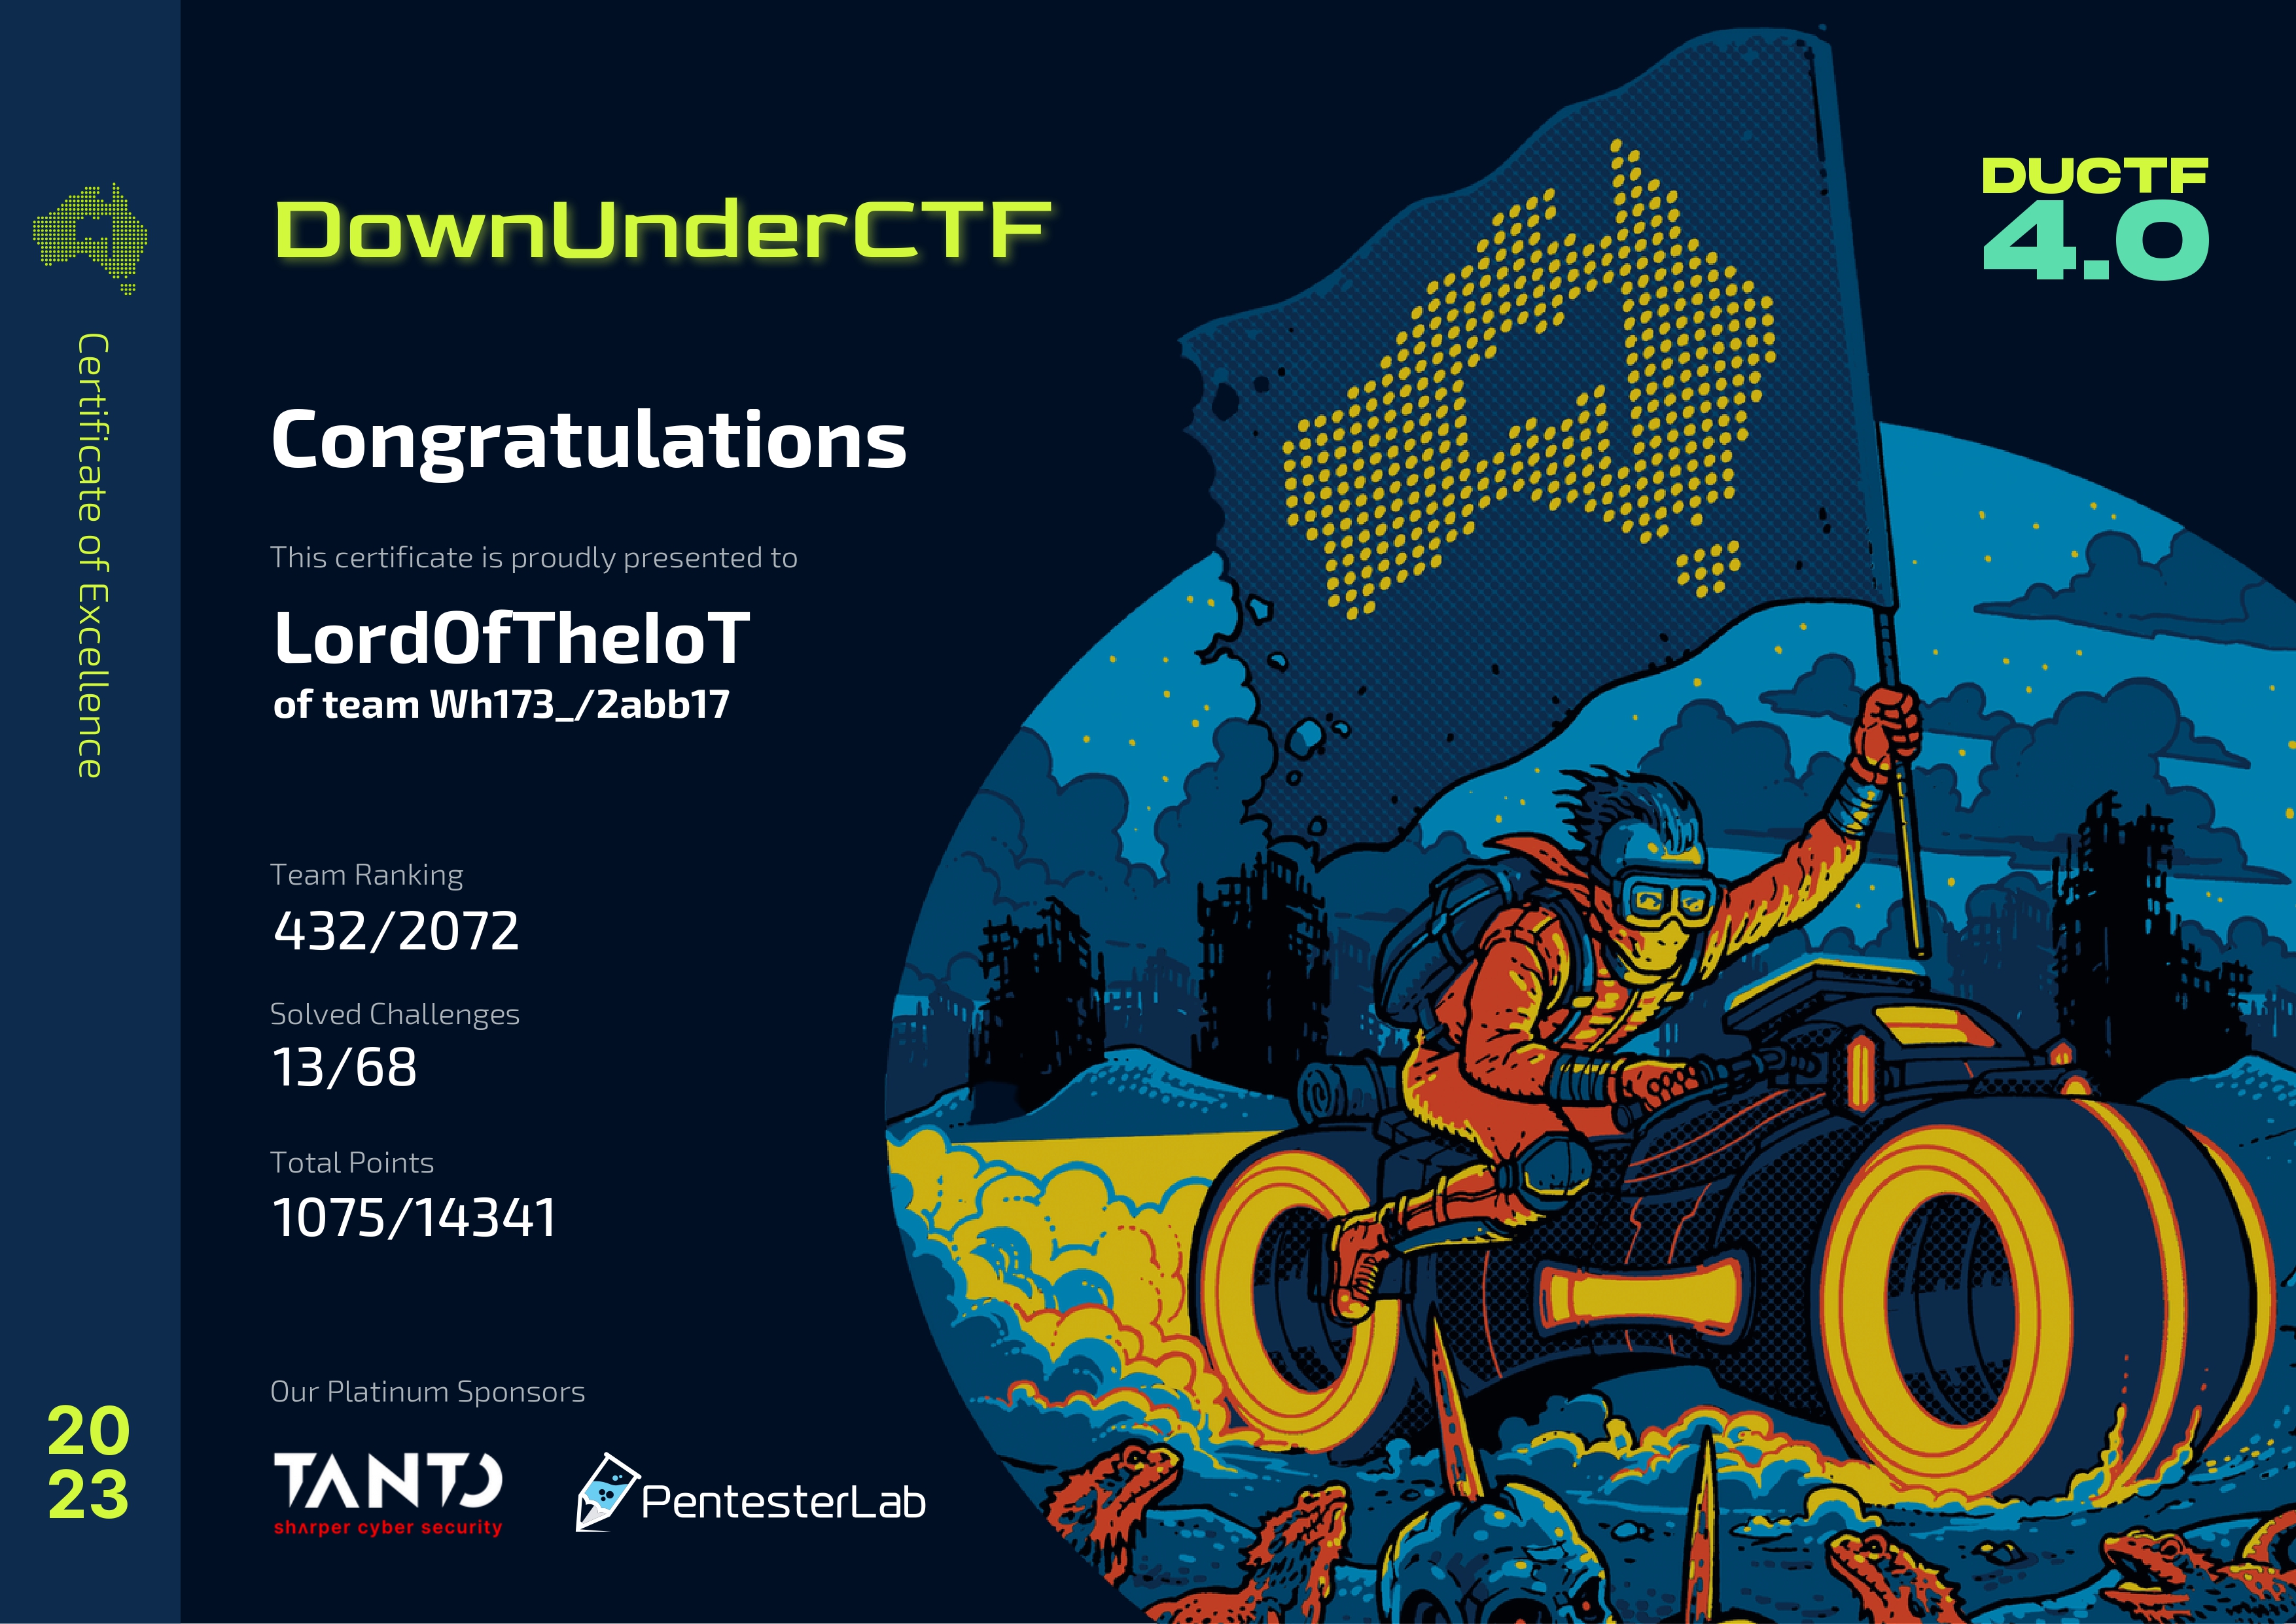 DownUnderCTF
DUCTF
4.0
Certificate of Excellence
Congratulations
This certificate is proudly presented to
LordOfTheIoT
of team Wh173_/2abb17
Team Ranking
432/2072
Solved Challenges
13/68
Total Points
1075/14341
Our Platinum Sponsors
TANTO
sharper cyber security
PentesterLab
20
23